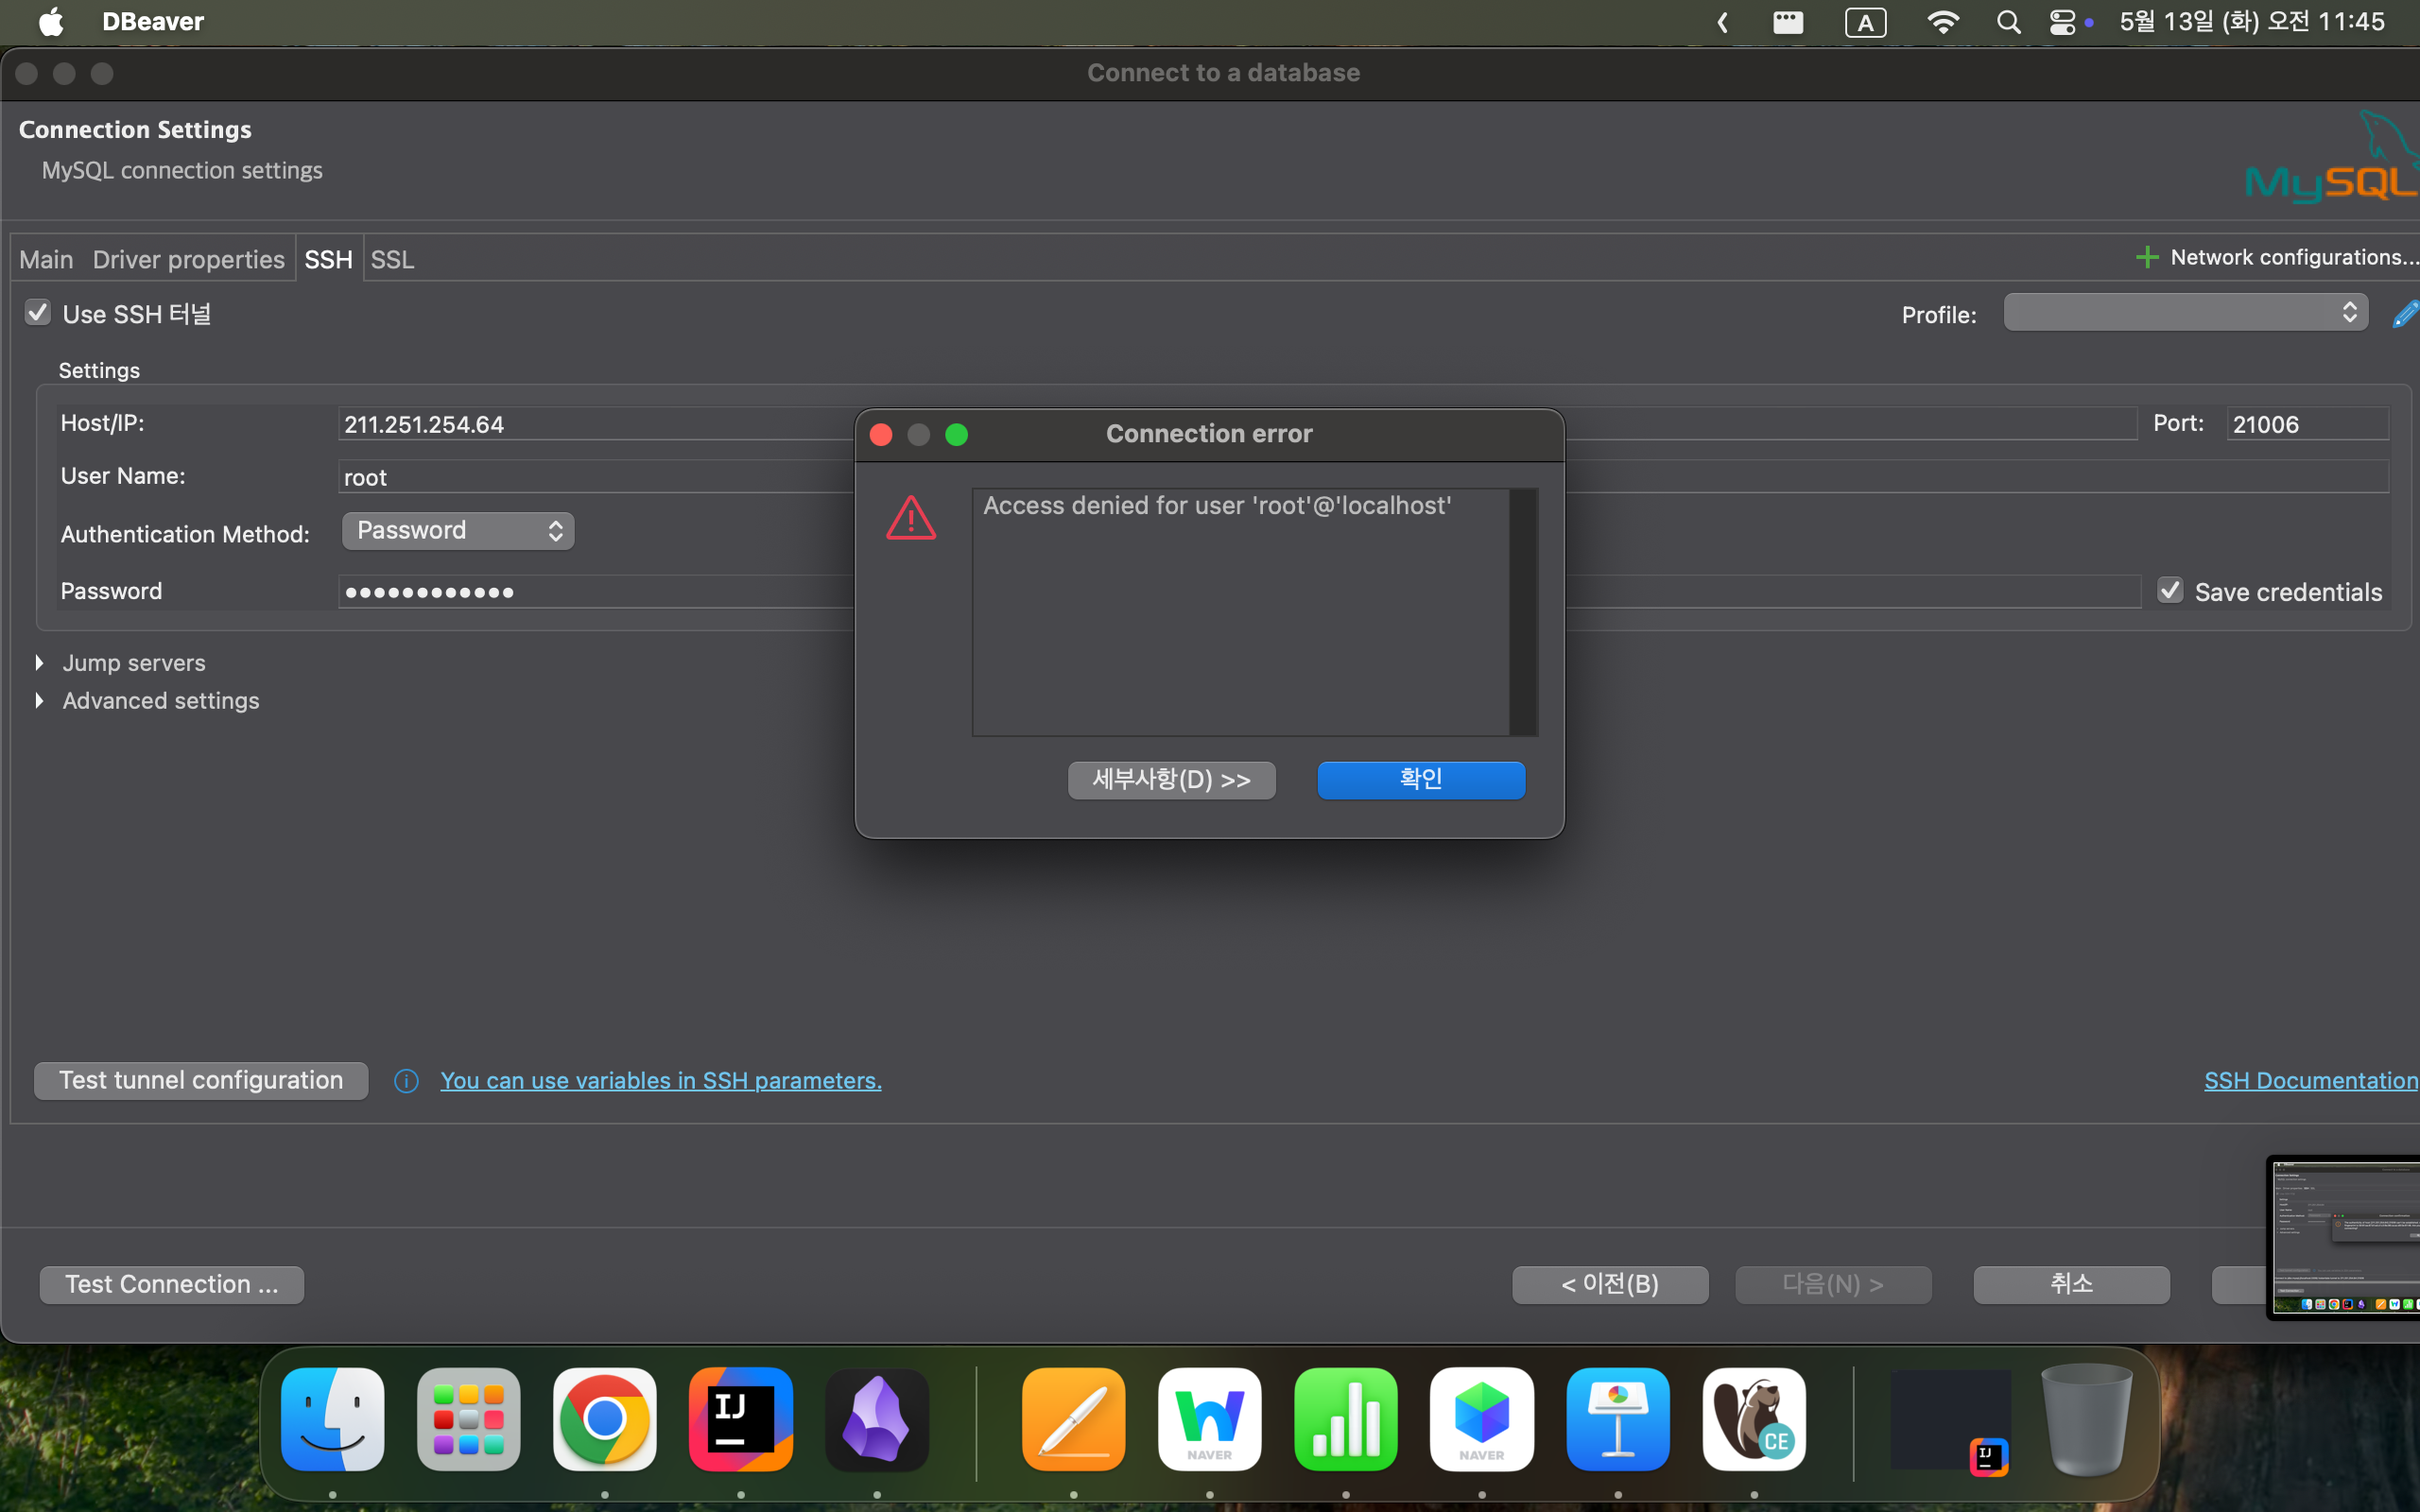 DBeaver
A
5월 13일 (화) 오전 11:45
Connect to a database
Connection Settings
MySQL connection settings
MySQL
Main
Driver properties
SSH
SSL
Network configurations...
Use SSH 터널
Profile:
Settings
Host/IP:
211.251.254.64
Port:
21006
User Name:
root
Authentication Method:
Password
Password
Save credentials
Connection error
Access denied for user 'root'@'localhost'
세부사항(D) >>
확인
Jump servers
Advanced settings
Test tunnel configuration
You can use variables in SSH parameters.
SSH Documentation
Test Connection ...
< 이전(B)
다음(N) >
취소
IJ
NAVER
NAVER
CE
IJ